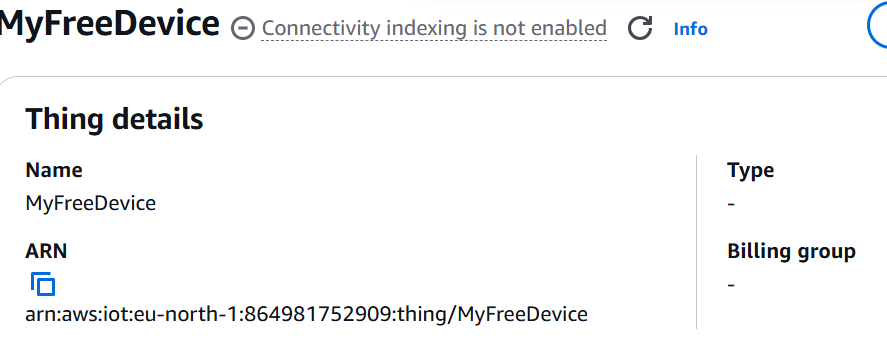 MyFreeDevice Connectivity indexing is not enabled Info
Thing details
Name
MyFreeDevice
ARN
arn:aws:iot:eu-north-1:864981752909:thing/MyFreeDevice
Type
-
Billing group
-